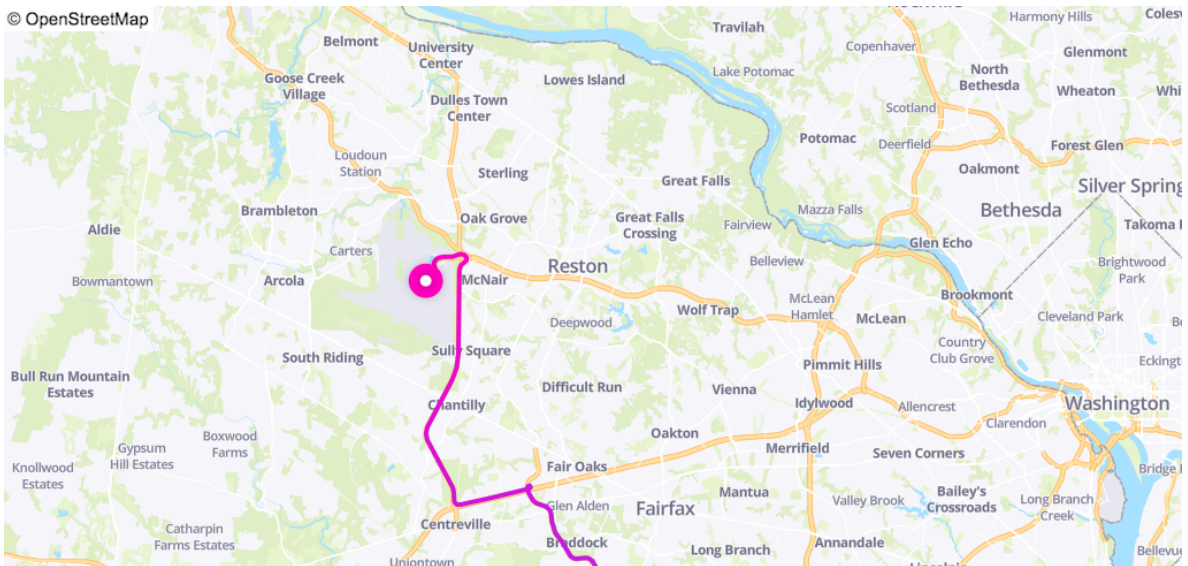 © OpenStreetMap
Travilah
Harmony Hills
Belmont
University
Center
Copenhaver
Glenmont
Goose Creek
Village
Lowes Island
Lake Potomac
North
Bethesda
Wheaton
Dulles Town
Center
Scotland
Potomac
Deerfield
Forest Glen
Loudoun
Station
Sterling
Great Falls
Oakmont
Silver Spring
Brambleton
Oak Grove
Great Falls
Crossing
Fairview
Mazza Falls
Bethesda
Takoma
Aldie
Carters
Glen Echo
Belleview
Reston
Brightwood
Park
Bowmantown
Arcola
McNair
McLean
Hamlet
Brookmont
Wolf Trap
McLean
Cleveland Park
Deepwood
Country
Club Grove
South Riding
Sully Square
Pimmit Hills
Bull Run Mountain
Estates
Difficult Run
Vienna
Chantilly
Idylwood
Allencrest
Washington
Clarendon
Oakton
Boxwood
Farms
Gypsum
Hill Estates
Merrifield
Seven Corners
Knollwood
Estates
Fair Oaks
Mantua
Valley Brook
Bailey's
Crossroads
Long Branch
Creek
Glen Alden
Fairfax
Centreville
Catharpin
Farms Estates
Braddock
Long Branch
Annandale
Uniontown